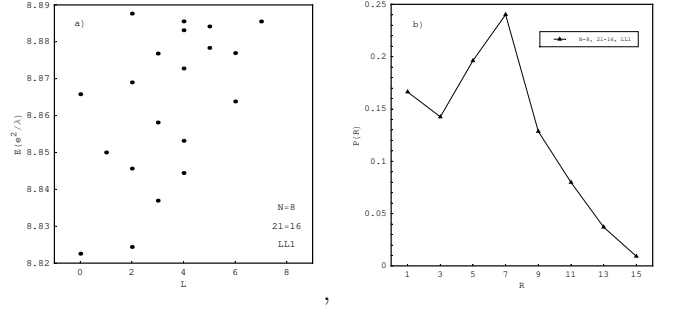 8.89
8.88
8.87
8.86
8.85
8.84
8.83
8.82
E(e²/λ)
a)
N=8
21=16
LL1
0 2 4 6 8
L
,
0.25
0.2
0.15
0.1
0.05
0
P(R)
b)
N-8, 21-16, LL1
1 3 5 7 9 11 13 15
R